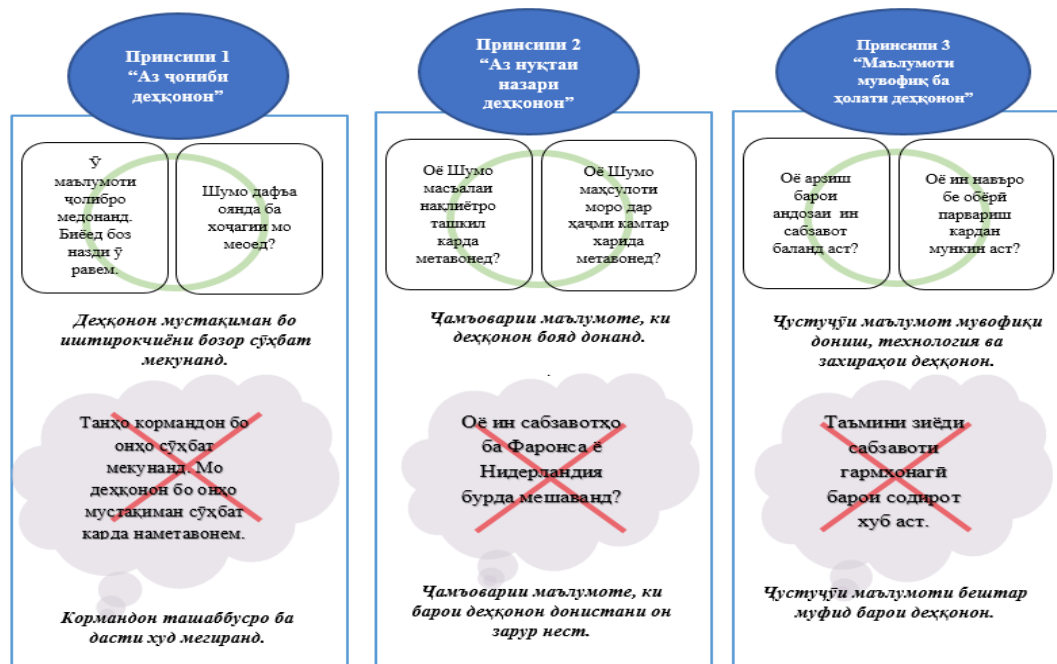 Принсипи 1
“Аз ҷониби
деҳқонон”
Ӯ
маълумоти
ҷолибро
медонанд.
Биёед боз
назди ӯ
равем.
Шумо дафъа
оянда ба
хоҷагии мо
меоед?
Деҳқонон мустақиман бо
иштирокчиёни бозор сӯҳбат
мекунанд.
Танҳо кормандон бо
онҳо сӯҳбат
мекунанд. Мо
деҳқонон бо онҳо
мустақиман сӯҳбат
карда наметавонем.
Кормандон ташаббусро ба
дасти худ мегиранд.
Принсипи 2
“Аз нуқтаи
назари
деҳқонон”
Оё Шумо
масъалаи
нақлиётро
ташкил
карда
метавонед?
Оё Шумо
маҳсулоти
моро дар
ҳаҷми камтар
харида
метавонед?
Ҷамъоварии маълумоте, ки
деҳқонон бояд донанд.
.
Оё ин сабзавотҳо
ба Фаронса ё
Нидерландия
бурда мешаванд?
Ҷамъоварии маълумоте, ки
барои деҳқонон донистани он
зарур нест.
Принсипи 3
“Маълумоти
мувофиқ ба
ҳолати деҳқонон”
Оё арзиш
барои
андозаи ин
сабзавот
баланд аст?
Оё ин навъро
бе обёрӣ
парвариш
кардан
мункин аст?
Ҷустуҷӯи маълумот мувофиқи
дониш, технология ва
захираҳои деҳқонон.
Таъмини зиёди
сабзавоти
гармхонагӣ
барои содирот
хуб аст.
Ҷустуҷӯи маълумоти бештар
муфид барои деҳқонон.